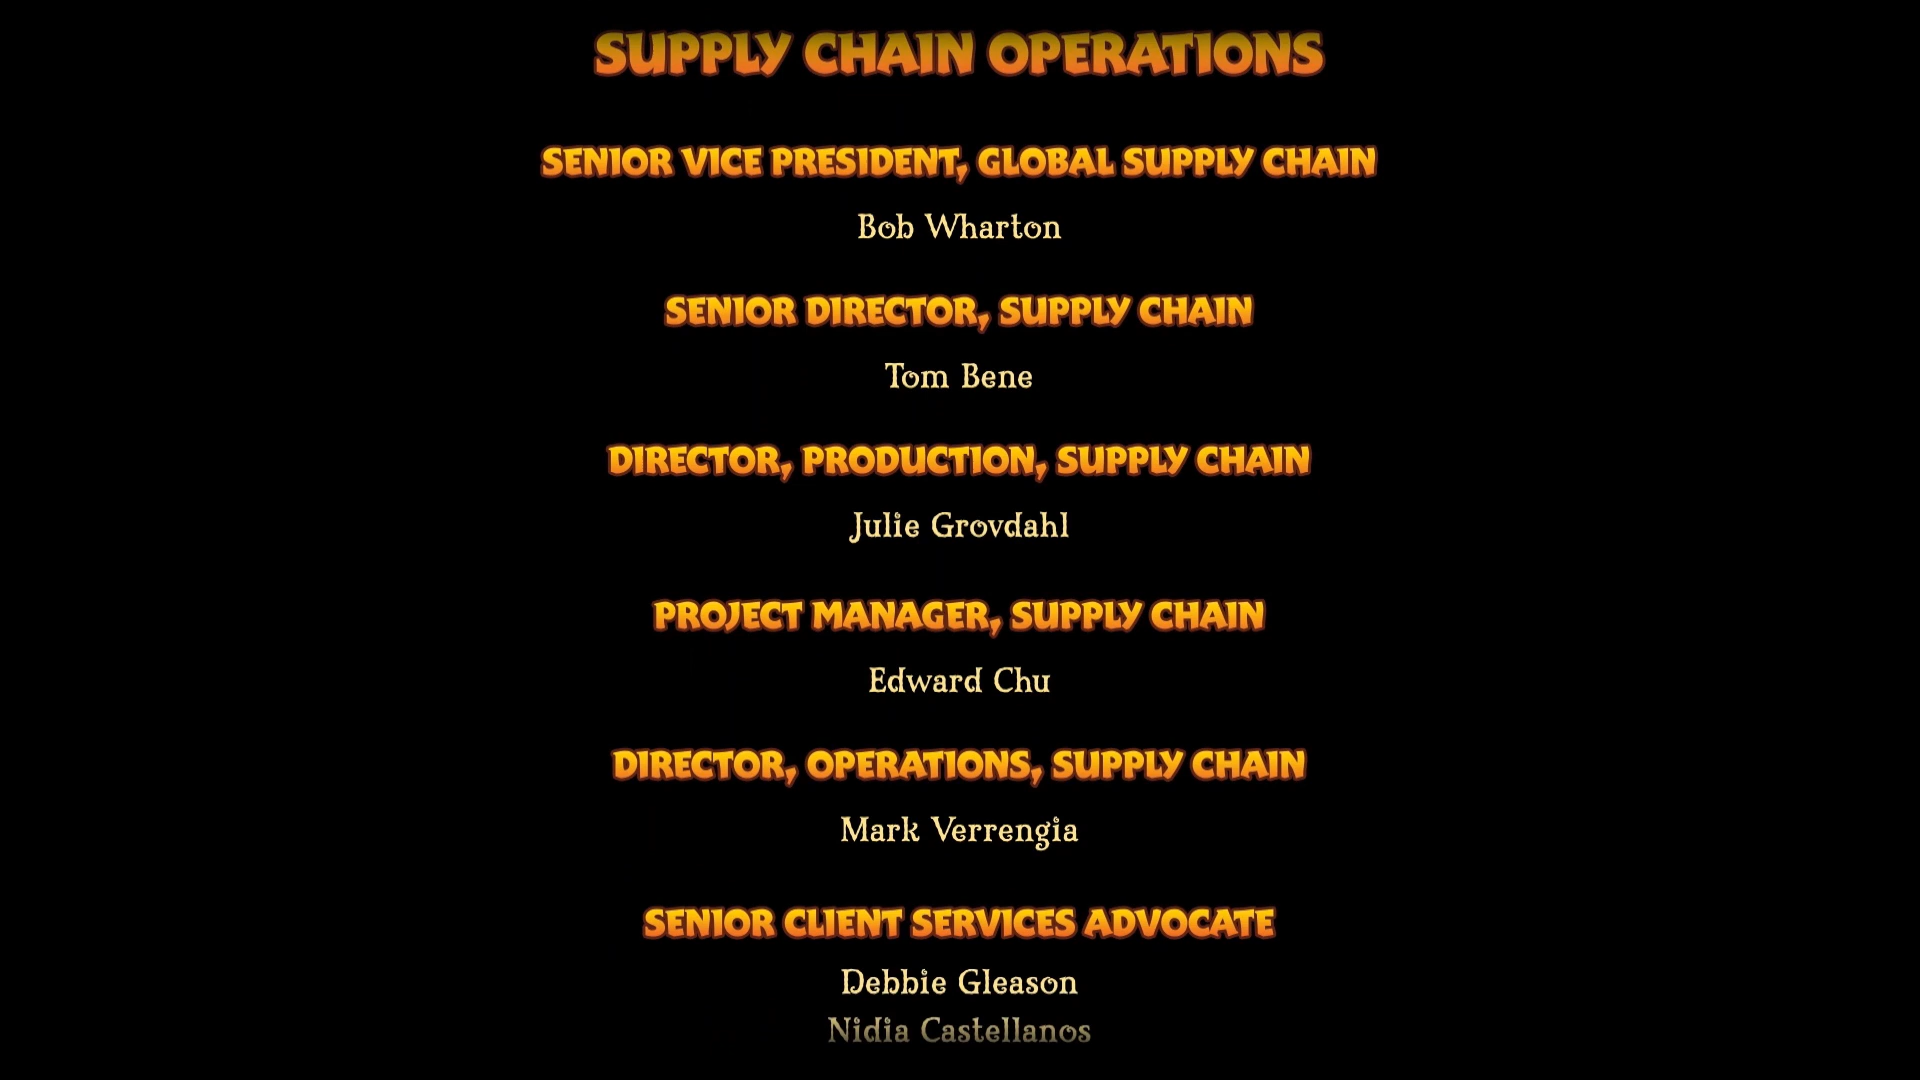 SUPPLY CHAIN OPERATIONS
SENIOR VICE PRESIDENT, GLOBAL SUPPLY CHAIN
Bob Wharton
SENIOR DIRECTOR, SUPPLY CHAIN
Tom Bene
DIRECTOR, PRODUCTION, SUPPLY CHAIN
Julie Grovdahl
PROJECT MANAGER, SUPPLY CHAIN
Edward Chu
DIRECTOR, OPERATIONS, SUPPLY CHAIN
Mark Verrengia
SENIOR CLIENT SERVICES ADVOCATE
Debbie Gleason
Nidia Castellanos